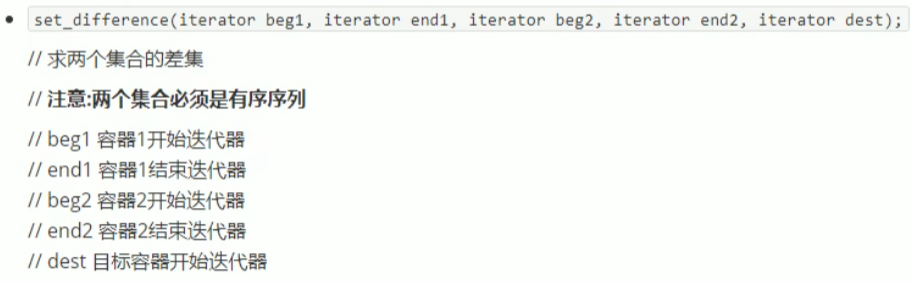 set_difference(iterator beg1, iterator end1, iterator beg2, iterator end2, iterator dest);
// 求两个集合的差集
// 注意:两个集合必须是有序序列
// beg1 容器1开始迭代器
// end1 容器1结束迭代器
// beg2 容器2开始迭代器
// end2 容器2结束迭代器
// dest 目标容器开始迭代器